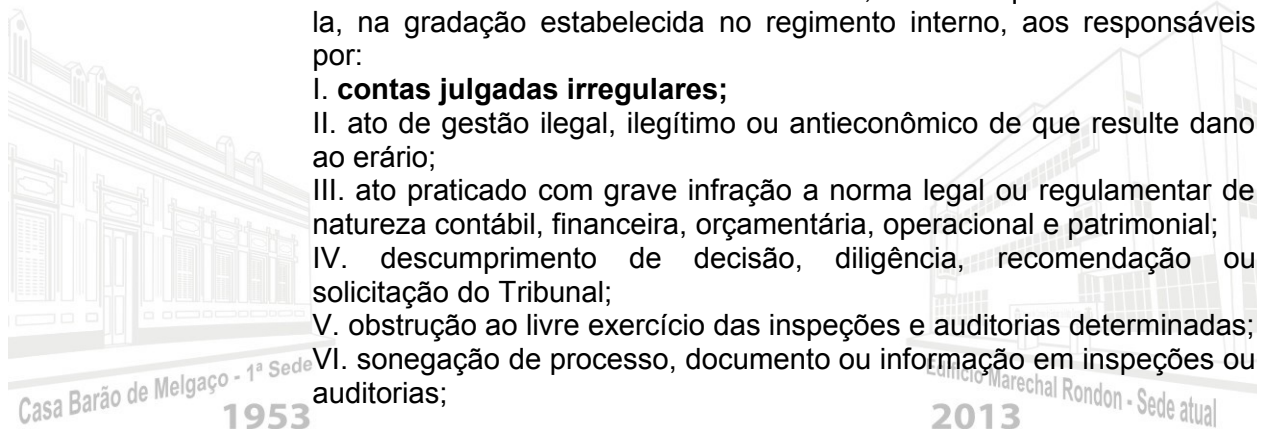 la, na gradação estabelecida no regimento interno, aos responsáveis
por:
I. contas julgadas irregulares;
II. ato de gestão ilegal, ilegítimo ou antieconômico de que resulte dano
ao erário;
III. ato praticado com grave infração a norma legal ou regulamentar de
natureza contábil, financeira, orçamentária, operacional e patrimonial;
IV. descumprimento de decisão, diligência, recomendação ou
solicitação do Tribunal;
V. obstrução ao livre exercício das inspeções e auditorias determinadas;
VI. sonegação de processo, documento ou informação em inspeções ou
auditorias;
Casa Barão de Melgaço - 1ª Sede
1953
Edifício Marechal Rondon - Sede atual
2013